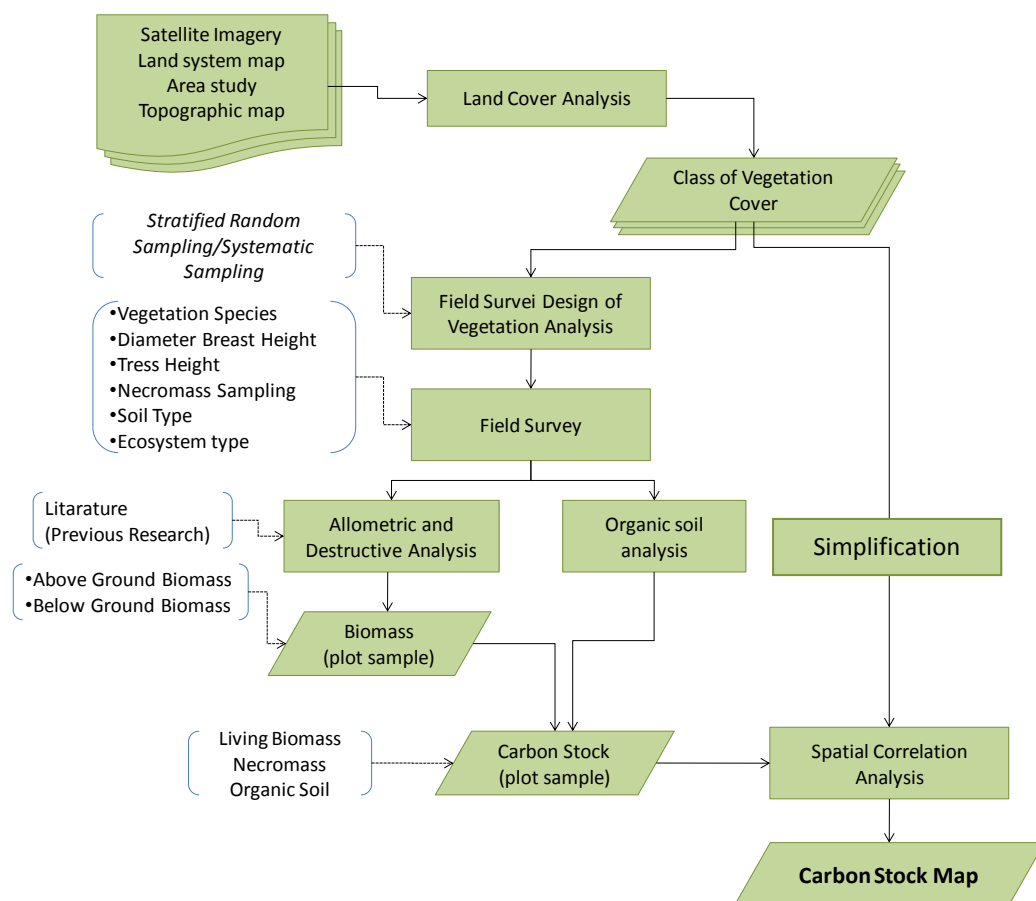 Satellite Imagery
Land system map
Area study
Topographic map
Land Cover Analysis
Class of Vegetation
Cover
Stratified Random
Sampling/Systematic
Sampling
Field Survei Design of
Vegetation Analysis
•Vegetation Species
•Diameter Breast Height
•Tress Height
•Necromass Sampling
•Soil Type
•Ecosystem type
Field Survey
Litarature
(Previous Research)
Allometric and
Destructive Analysis
Organic soil
analysis
Simplification
•Above Ground Biomass
•Below Ground Biomass
Biomass
(plot sample)
Living Biomass
Necromass
Organic Soil
Carbon Stock
(plot sample)
Spatial Correlation
Analysis
Carbon Stock Map